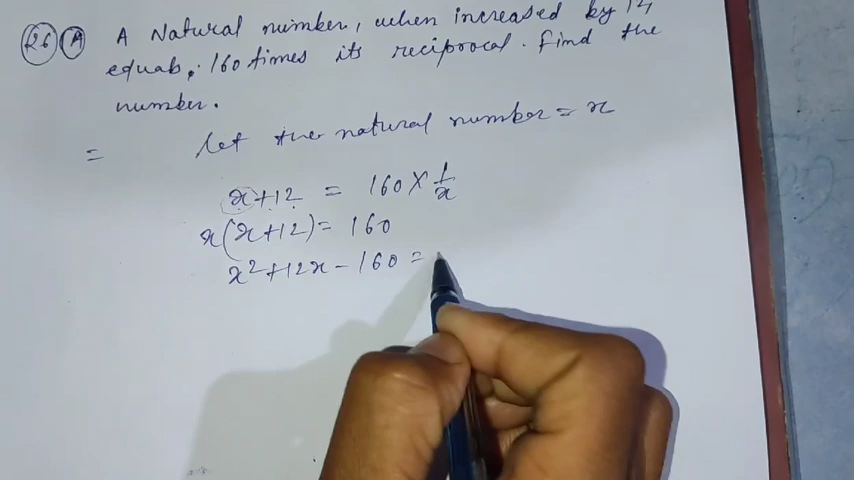 26 A A Natural number, when increased by 12,
equals, 160 times its reciprocal. Find the
number.
= Let the natural number = x
x+12 = 160 × 1/x
x(x+12) = 160
x²+12x-160 =